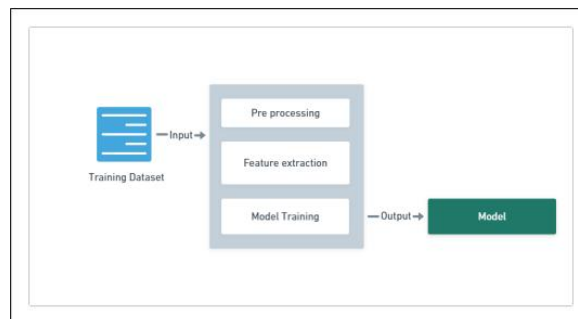 Pre processing
Input
Feature extraction
Training Dataset
Model Training
Output
Model